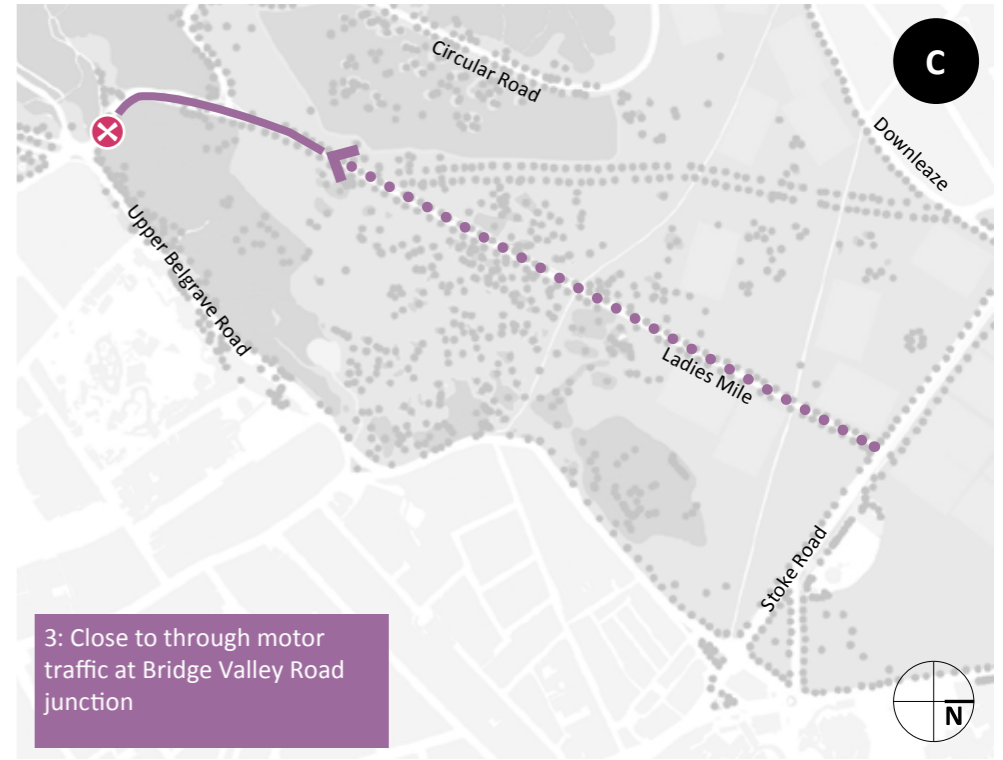 C
Circular Road
Downleaze
Upper Belgrave Road
Ladies Mile
Stoke Road
3: Close to through motor
traffic at Bridge Valley Road
junction
N